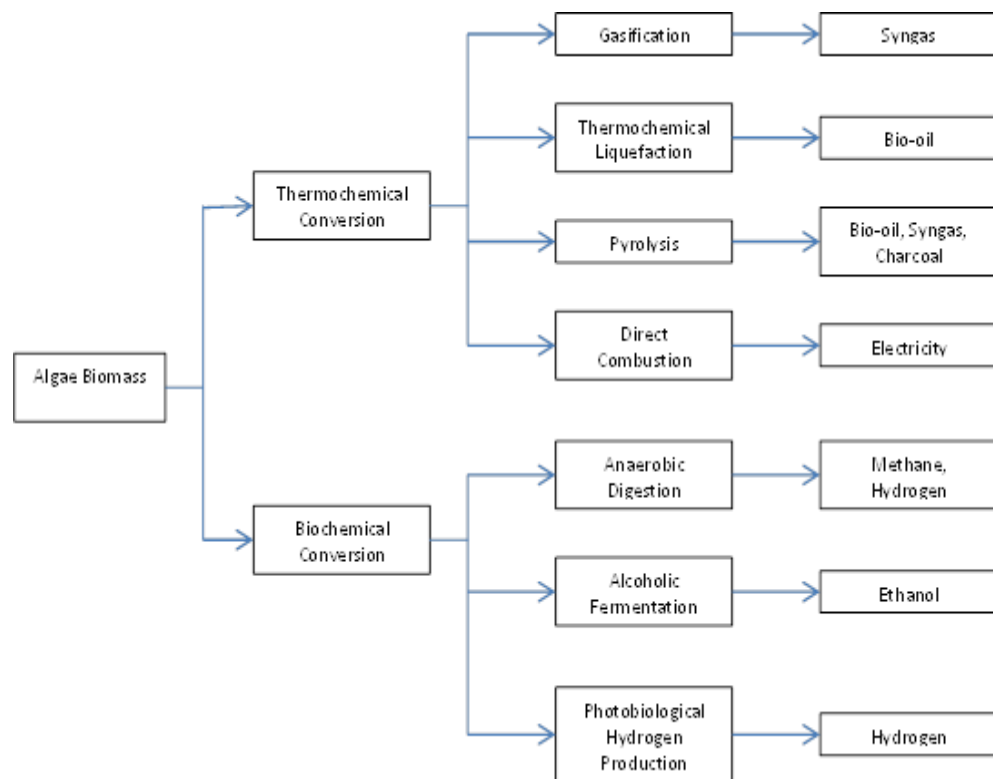 Gasification
Syngas
Thermochemical
Liquefaction
Bio-oil
Thermochemical
Conversion
Pyrolysis
Bio-oil, Syngas,
Charcoal
Direct
Combustion
Electricity
Algae Biomass
Anaerobic
Digestion
Methane,
Hydrogen
Biochemical
Conversion
Alcoholic
Fermentation
Ethanol
Photobiological
Hydrogen
Production
Hydrogen